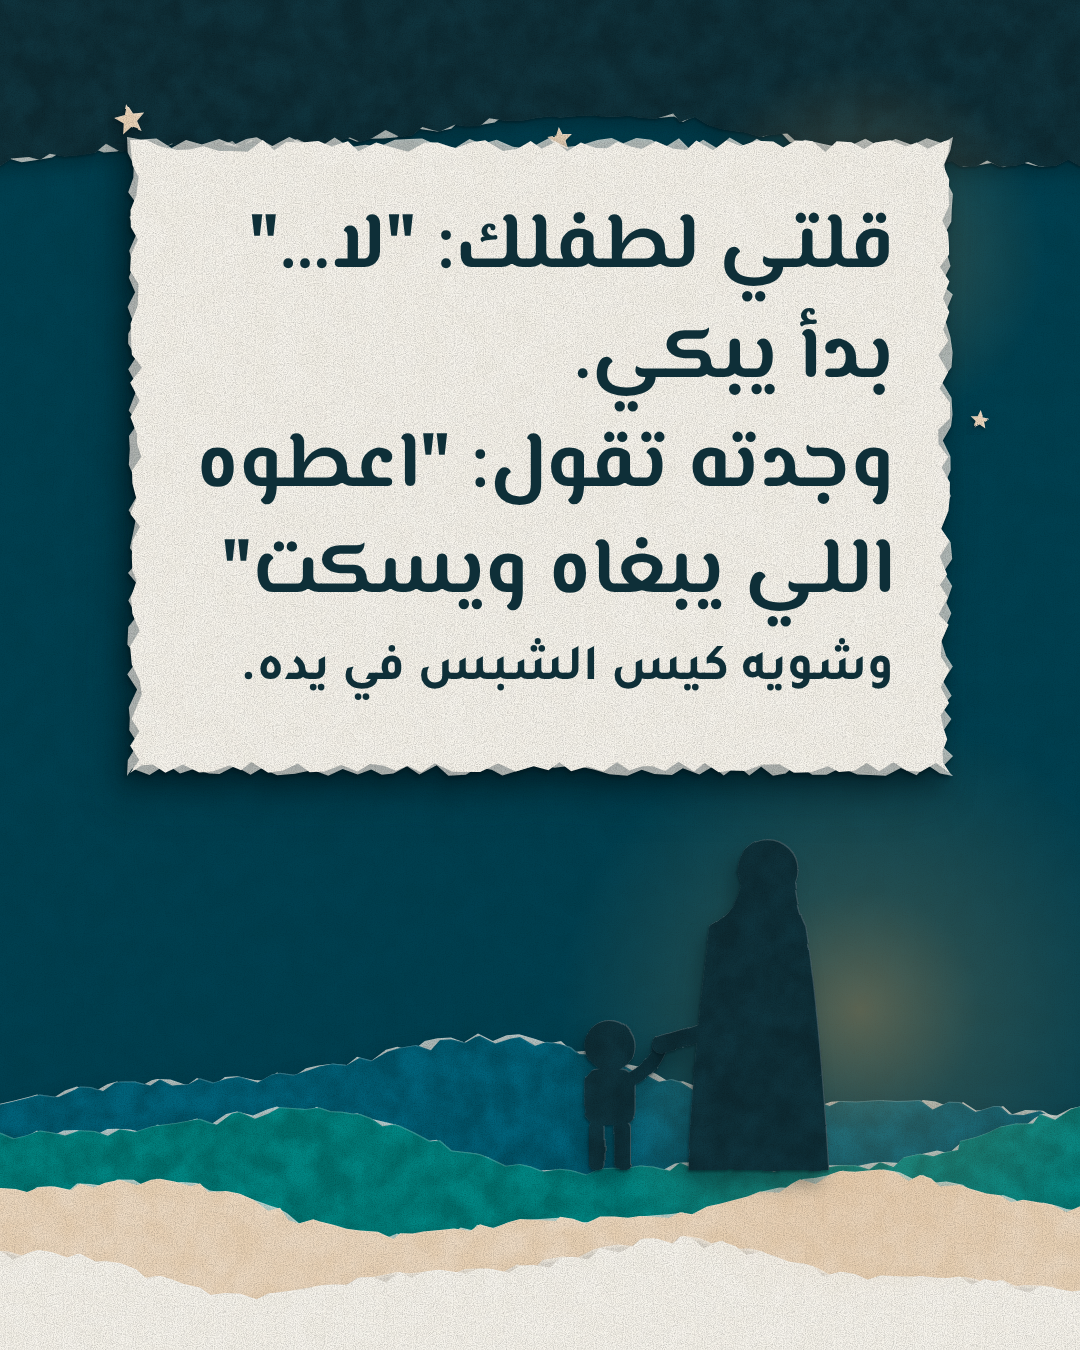 قلتي لطفلك: "لا..."
بدأ يبكي.
وجدته تقول: "اعطوه
اللي يبغاه ويسكت"
وشويه كيس الشبس في يده.